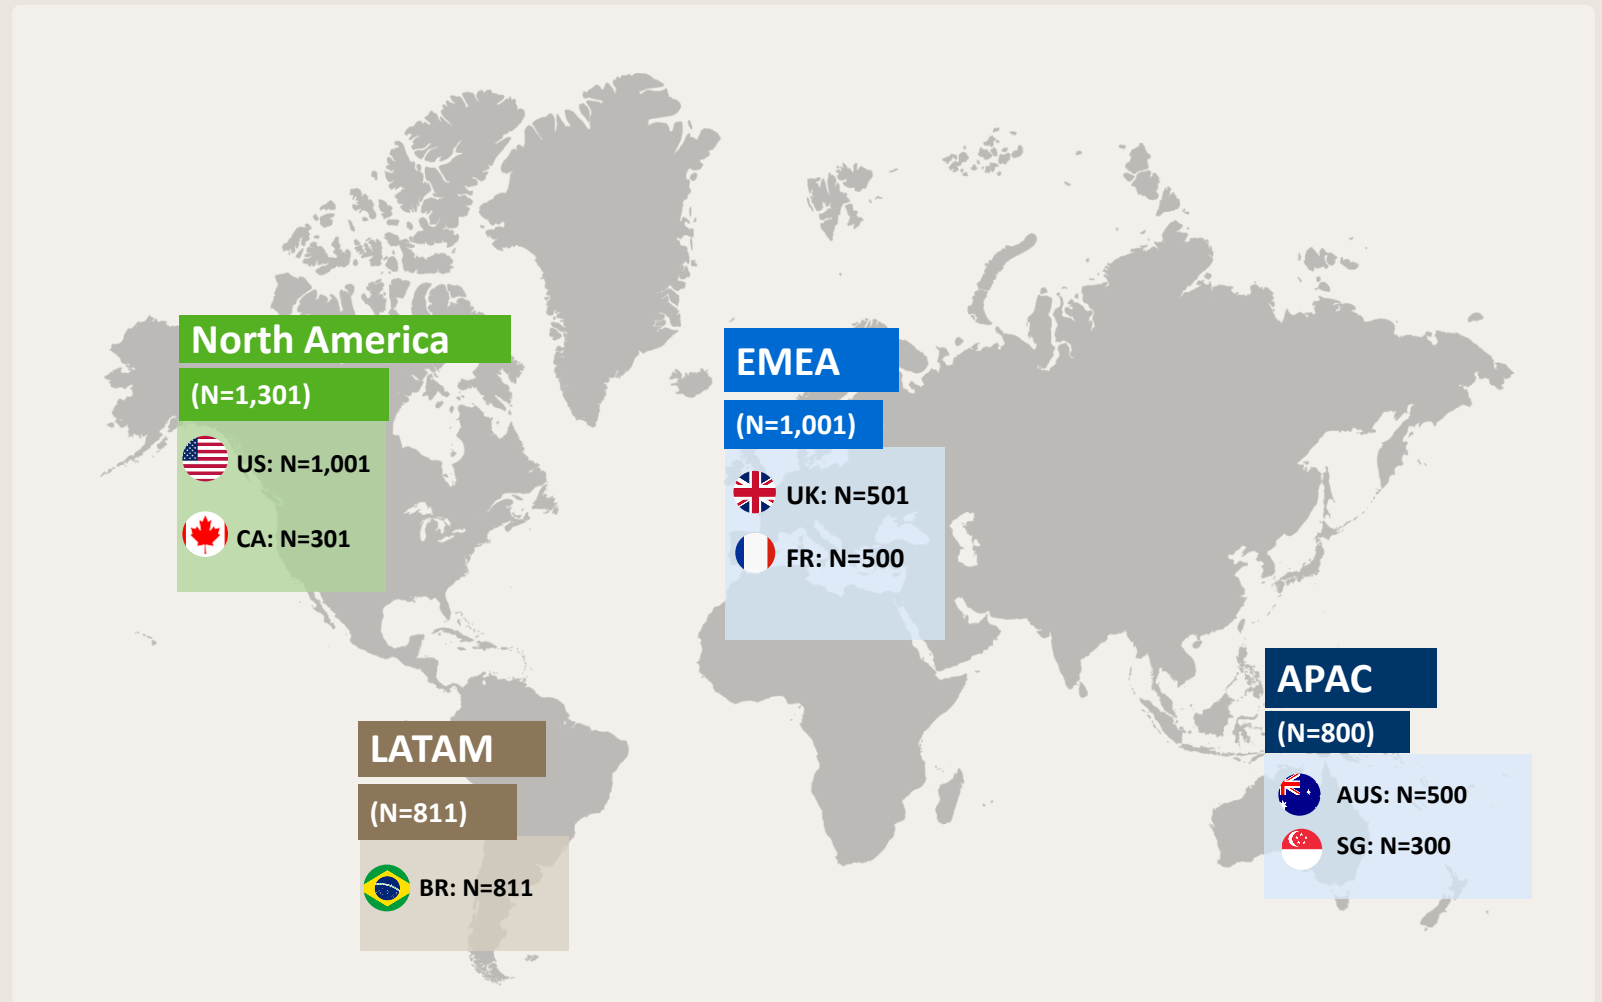 North America
(N=1,301)
US: N=1,001
CA: N=301
EMEA
(N=1,001)
UK: N=501
FR: N=500
LATAM
(N=811)
BR: N=811
APAC
(N=800)
AUS: N=500
SG: N=300